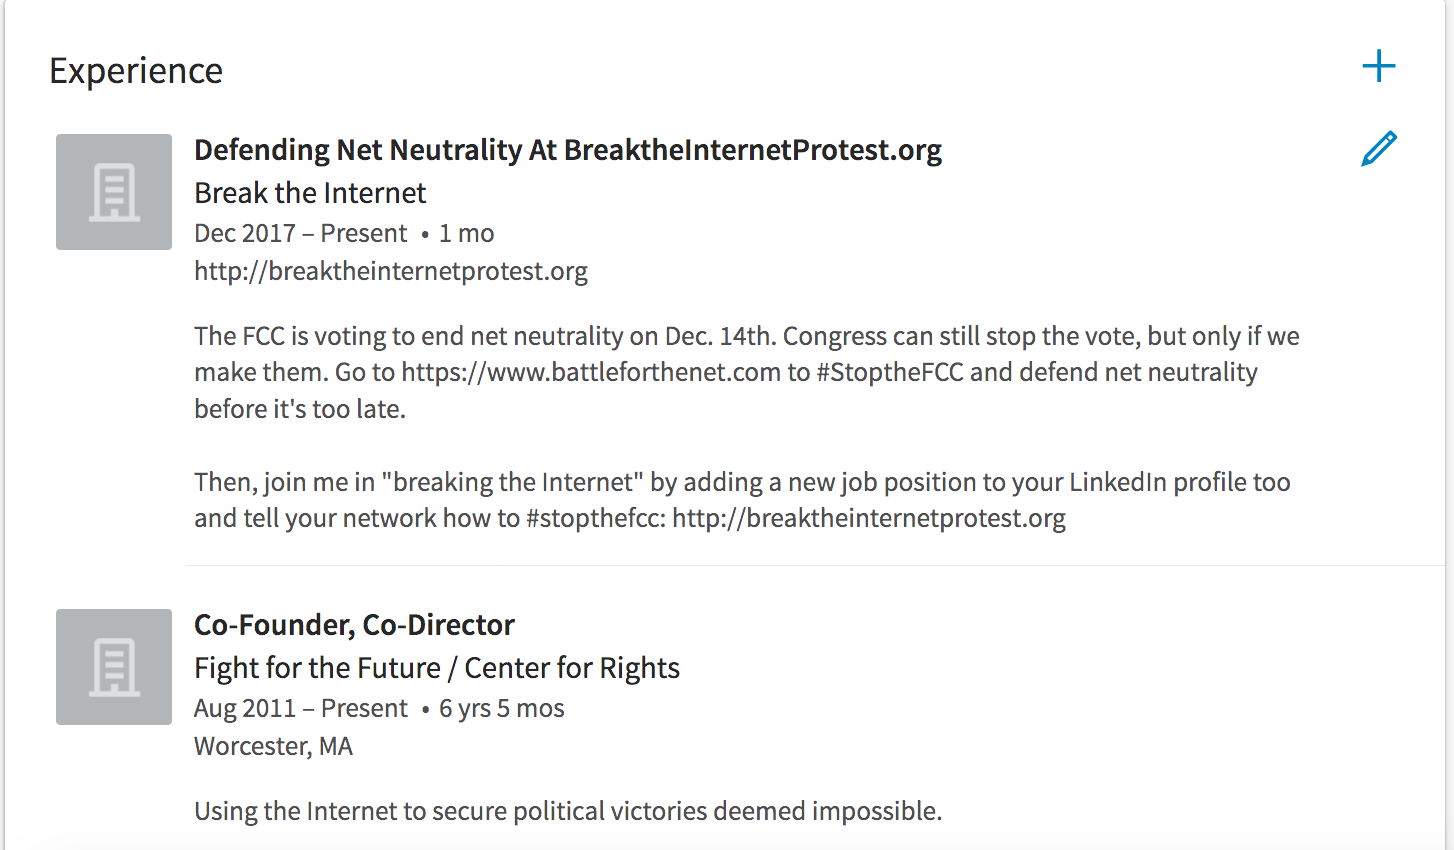 Experience
Defending Net Neutrality At BreaktheInternetProtest.org
Break the Internet
Dec 2017 – Present • 1 mo
http://breaktheinternetprotest.org
The FCC is voting to end net neutrality on Dec. 14th. Congress can still stop the vote, but only if we
make them. Go to https://www.battleforthenet.com to #StoptheFCC and defend net neutrality
before it's too late.
Then, join me in "breaking the Internet" by adding a new job position to your LinkedIn profile too
and tell your network how to #stopthefcc: http://breaktheinternetprotest.org
Co-Founder, Co-Director
Fight for the Future / Center for Rights
Aug 2011 – Present • 6 yrs 5 mos
Worcester, MA
Using the Internet to secure political victories deemed impossible.